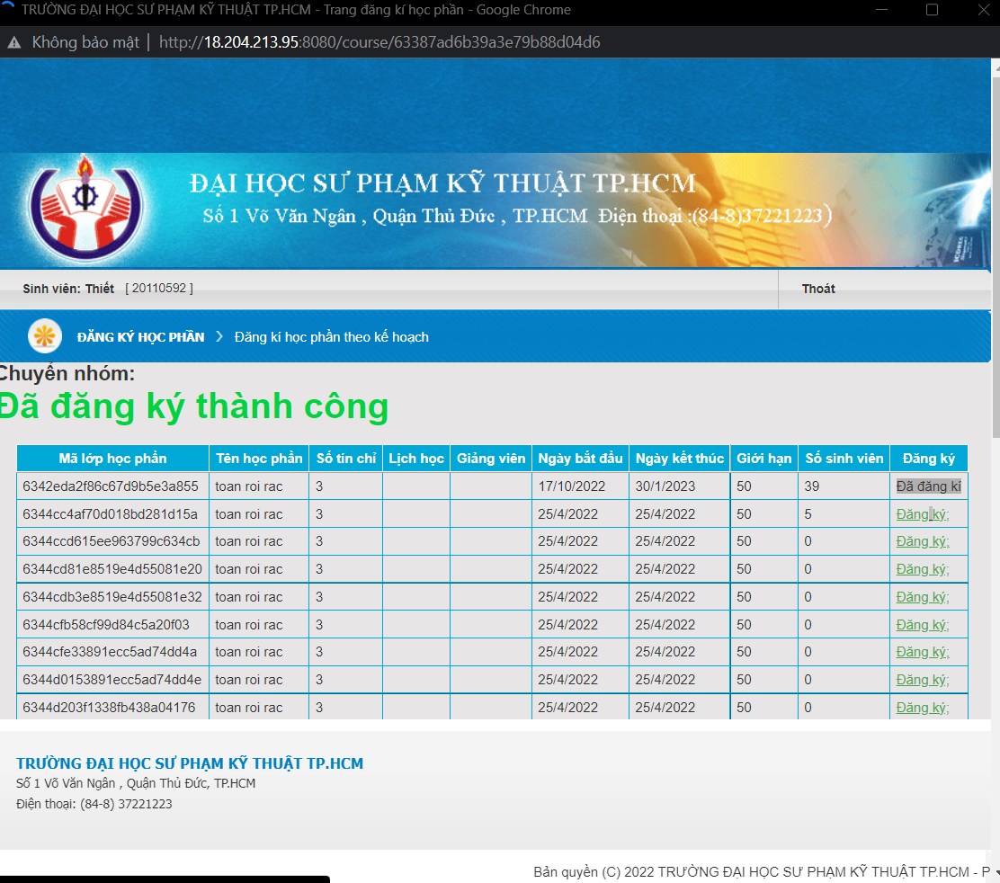 TRƯỜNG ĐẠI HỌC SƯ PHẠM KỸ THUẬT TP.HCM - Trang đăng kí học phần - Google Chrome
Không bảo mật | http://18.204.213.95:8080/course/63387ad6b39a3e79b88d04d6
ĐẠI HỌC SƯ PHẠM KỸ THUẬT TP.HCM
Số 1 Võ Văn Ngân , Quận Thủ Đức , TP.HCM Điện thoại :(84-8)37221223)
Sinh viên: Thiết [ 20110592 ] Thoát
ĐĂNG KÝ HỌC PHẦN > Đăng kí học phần theo kế hoạch
Chuyển nhóm:
Đã đăng ký thành công
Mã lớp học phần Tên học phần Số tín chỉ Lịch học Giảng viên Ngày bắt đầu Ngày kết thúc Giới hạn Số sinh viên Đăng ký
6342eda2f86c67d9b5e3a855 toan roi rac 3 17/10/2022 30/1/2023 50 39 Đã đăng kí
6344cc4af70d018bd281d15a toan roi rac 3 25/4/2022 25/4/2022 50 5 Đăng ký;
6344ccd615ee963799c634cb toan roi rac 3 25/4/2022 25/4/2022 50 0 Đăng ký;
6344cd81e8519e4d55081e20 toan roi rac 3 25/4/2022 25/4/2022 50 0 Đăng ký;
6344cdb3e8519e4d55081e32 toan roi rac 3 25/4/2022 25/4/2022 50 0 Đăng ký;
6344cfb58cf99d84c5a20f03 toan roi rac 3 25/4/2022 25/4/2022 50 0 Đăng ký;
6344cfe33891ecc5ad74dd4a toan roi rac 3 25/4/2022 25/4/2022 50 0 Đăng ký;
6344d0153891ecc5ad74dd4e toan roi rac 3 25/4/2022 25/4/2022 50 0 Đăng ký;
6344d203f1338fb438a04176 toan roi rac 3 25/4/2022 25/4/2022 50 0 Đăng ký;
TRƯỜNG ĐẠI HỌC SƯ PHẠM KỸ THUẬT TP.HCM
Số 1 Võ Văn Ngân , Quận Thủ Đức, TP.HCM
Điện thoại: (84-8) 37221223
Bản quyền (C) 2022 TRƯỜNG ĐẠI HỌC SƯ PHẠM KỸ THUẬT TP.HCM - P